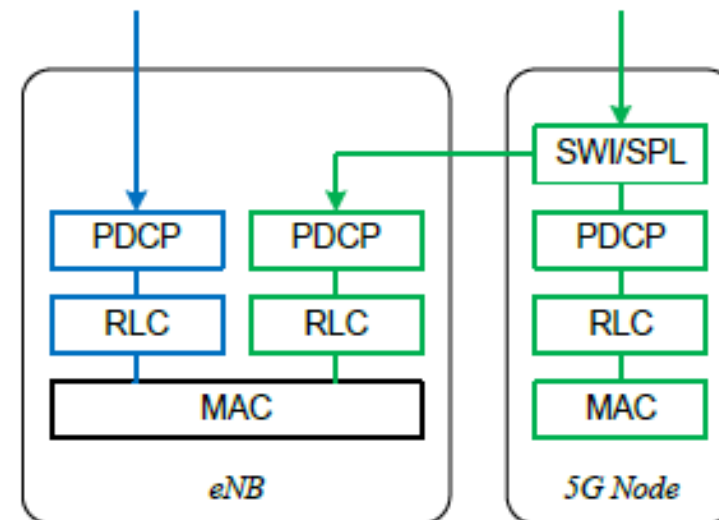 SWI/SPL
PDCP PDCP PDCP
RLC RLC RLC
MAC MAC
eNB 5G Node